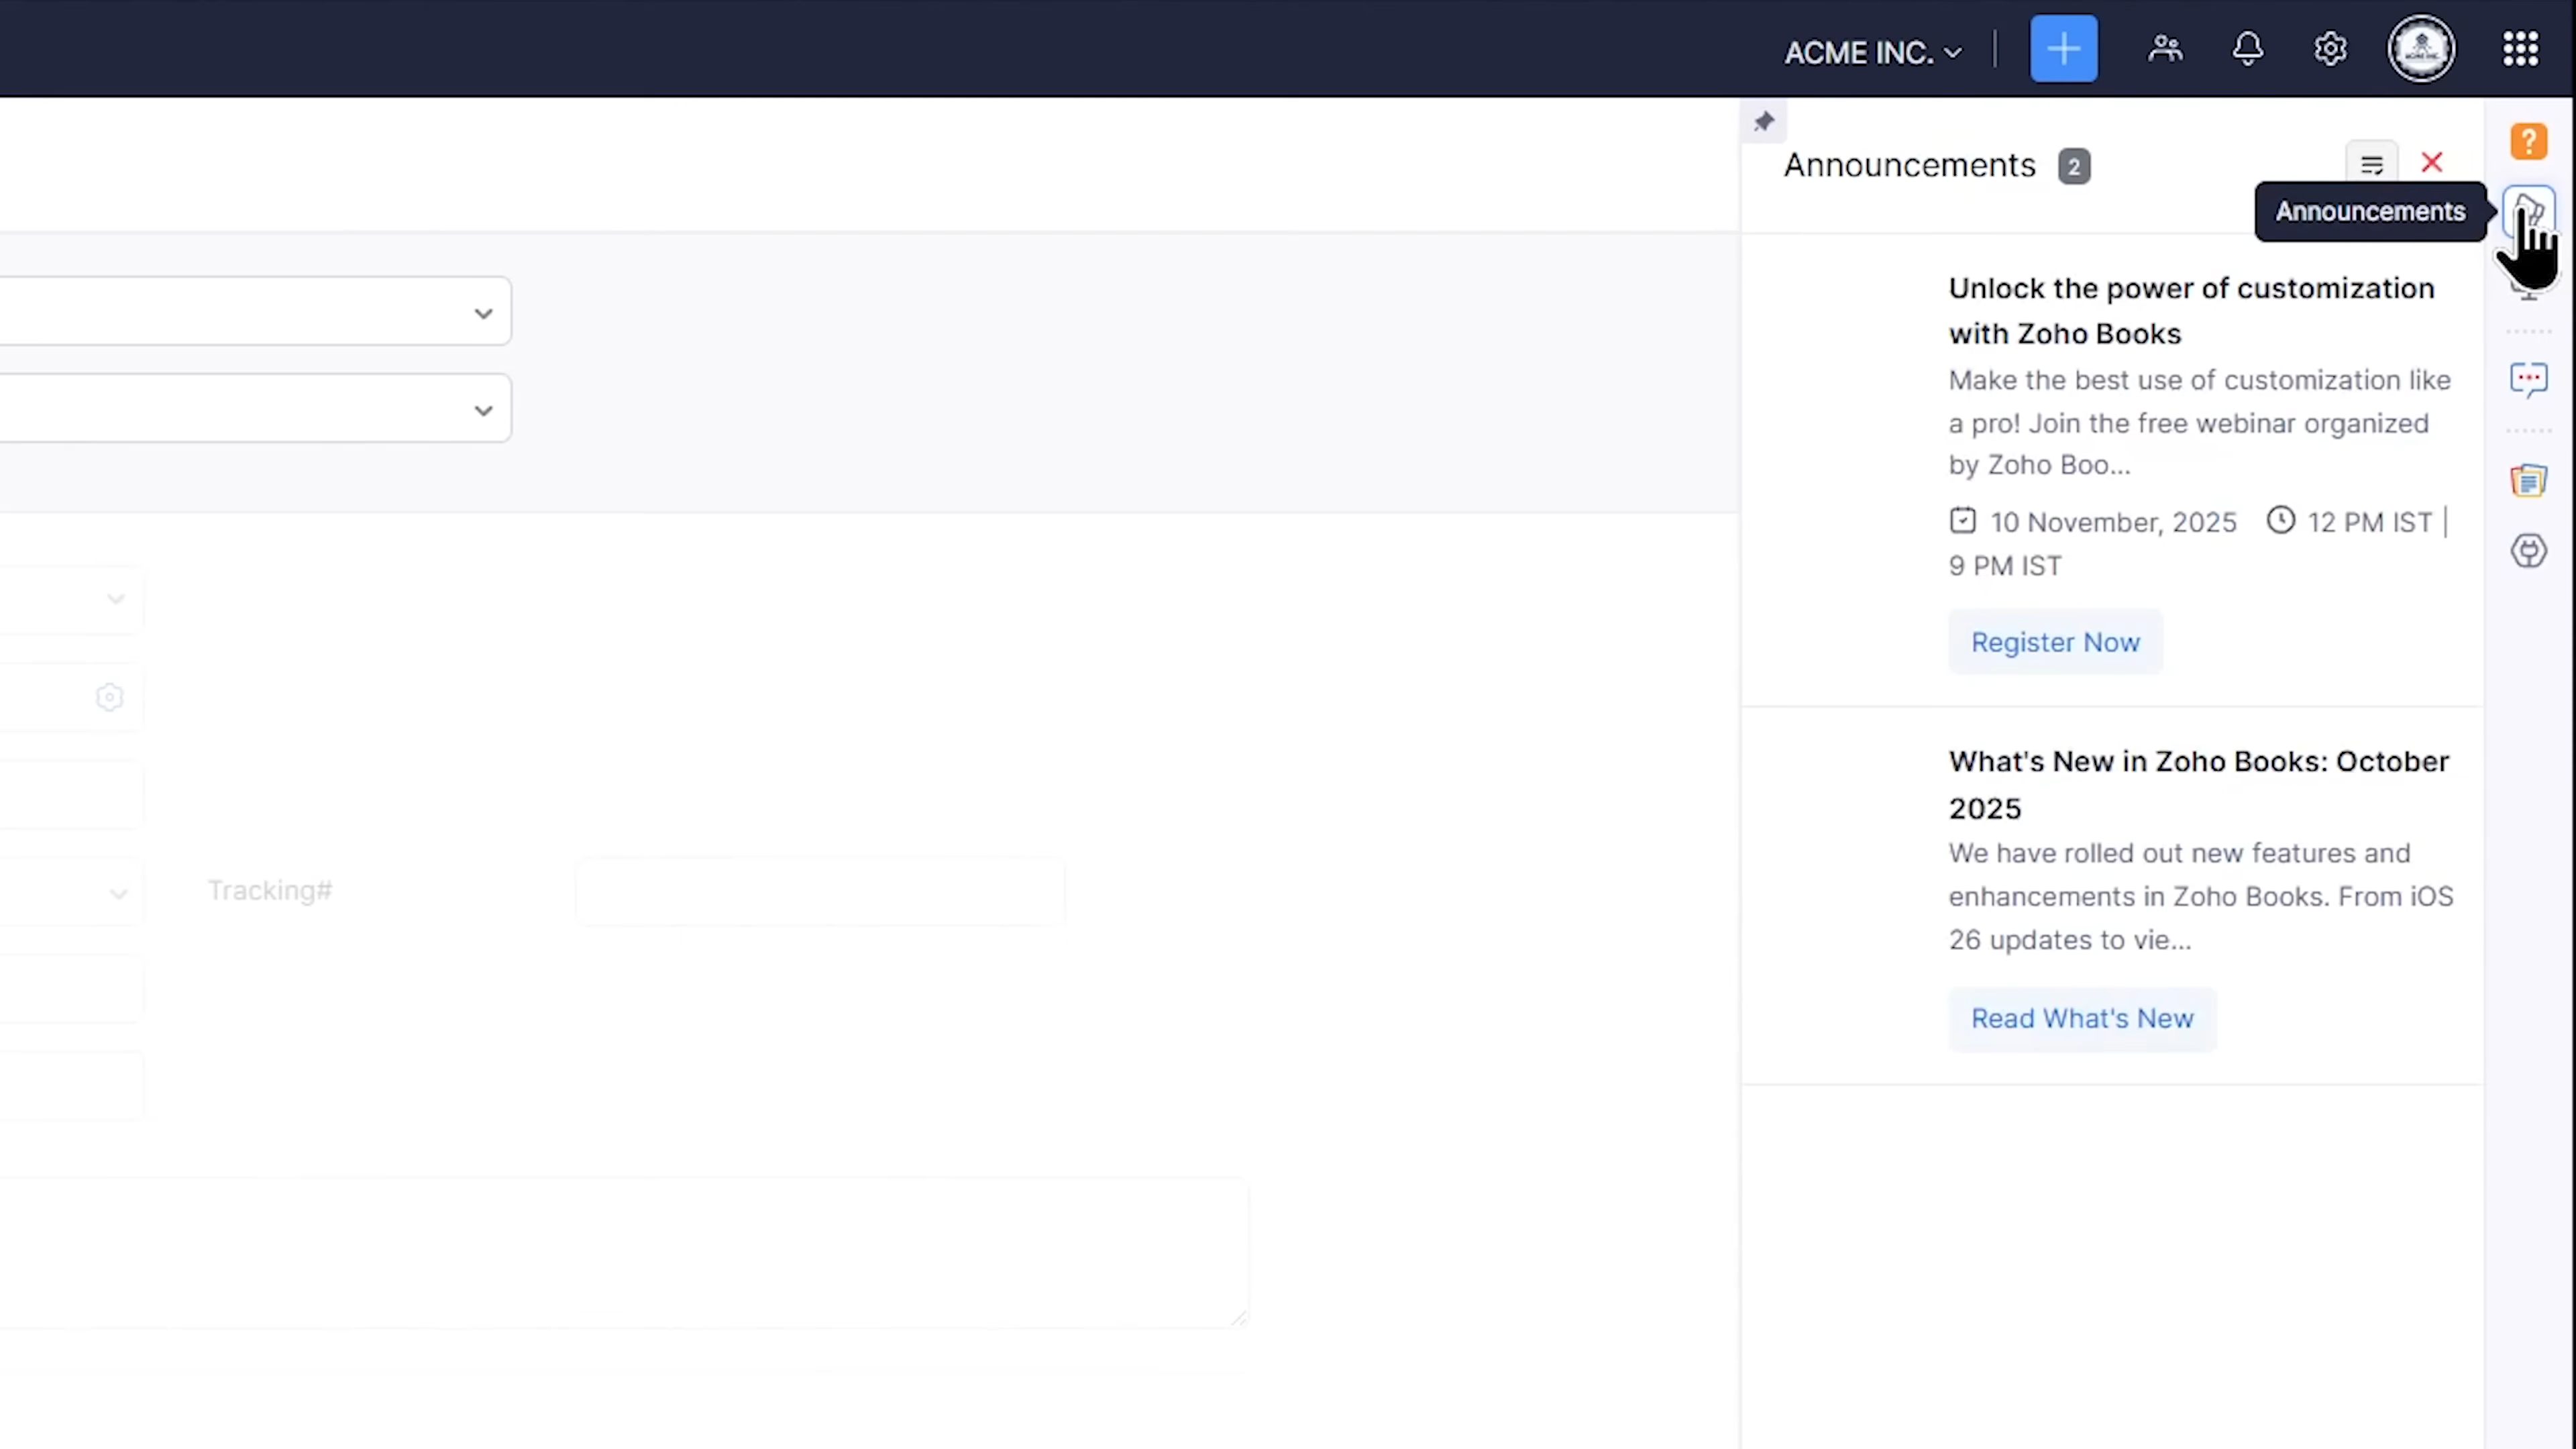 ACME INC.
Announcements 2
Announcements
Unlock the power of customization
with Zoho Books
Make the best use of customization like
a pro! Join the free webinar organized
by Zoho Boo...
10 November, 2025 12 PM IST |
9 PM IST
Register Now
What's New in Zoho Books: October
2025
We have rolled out new features and
enhancements in Zoho Books. From iOS
26 updates to vie...
Read What's New
Tracking#